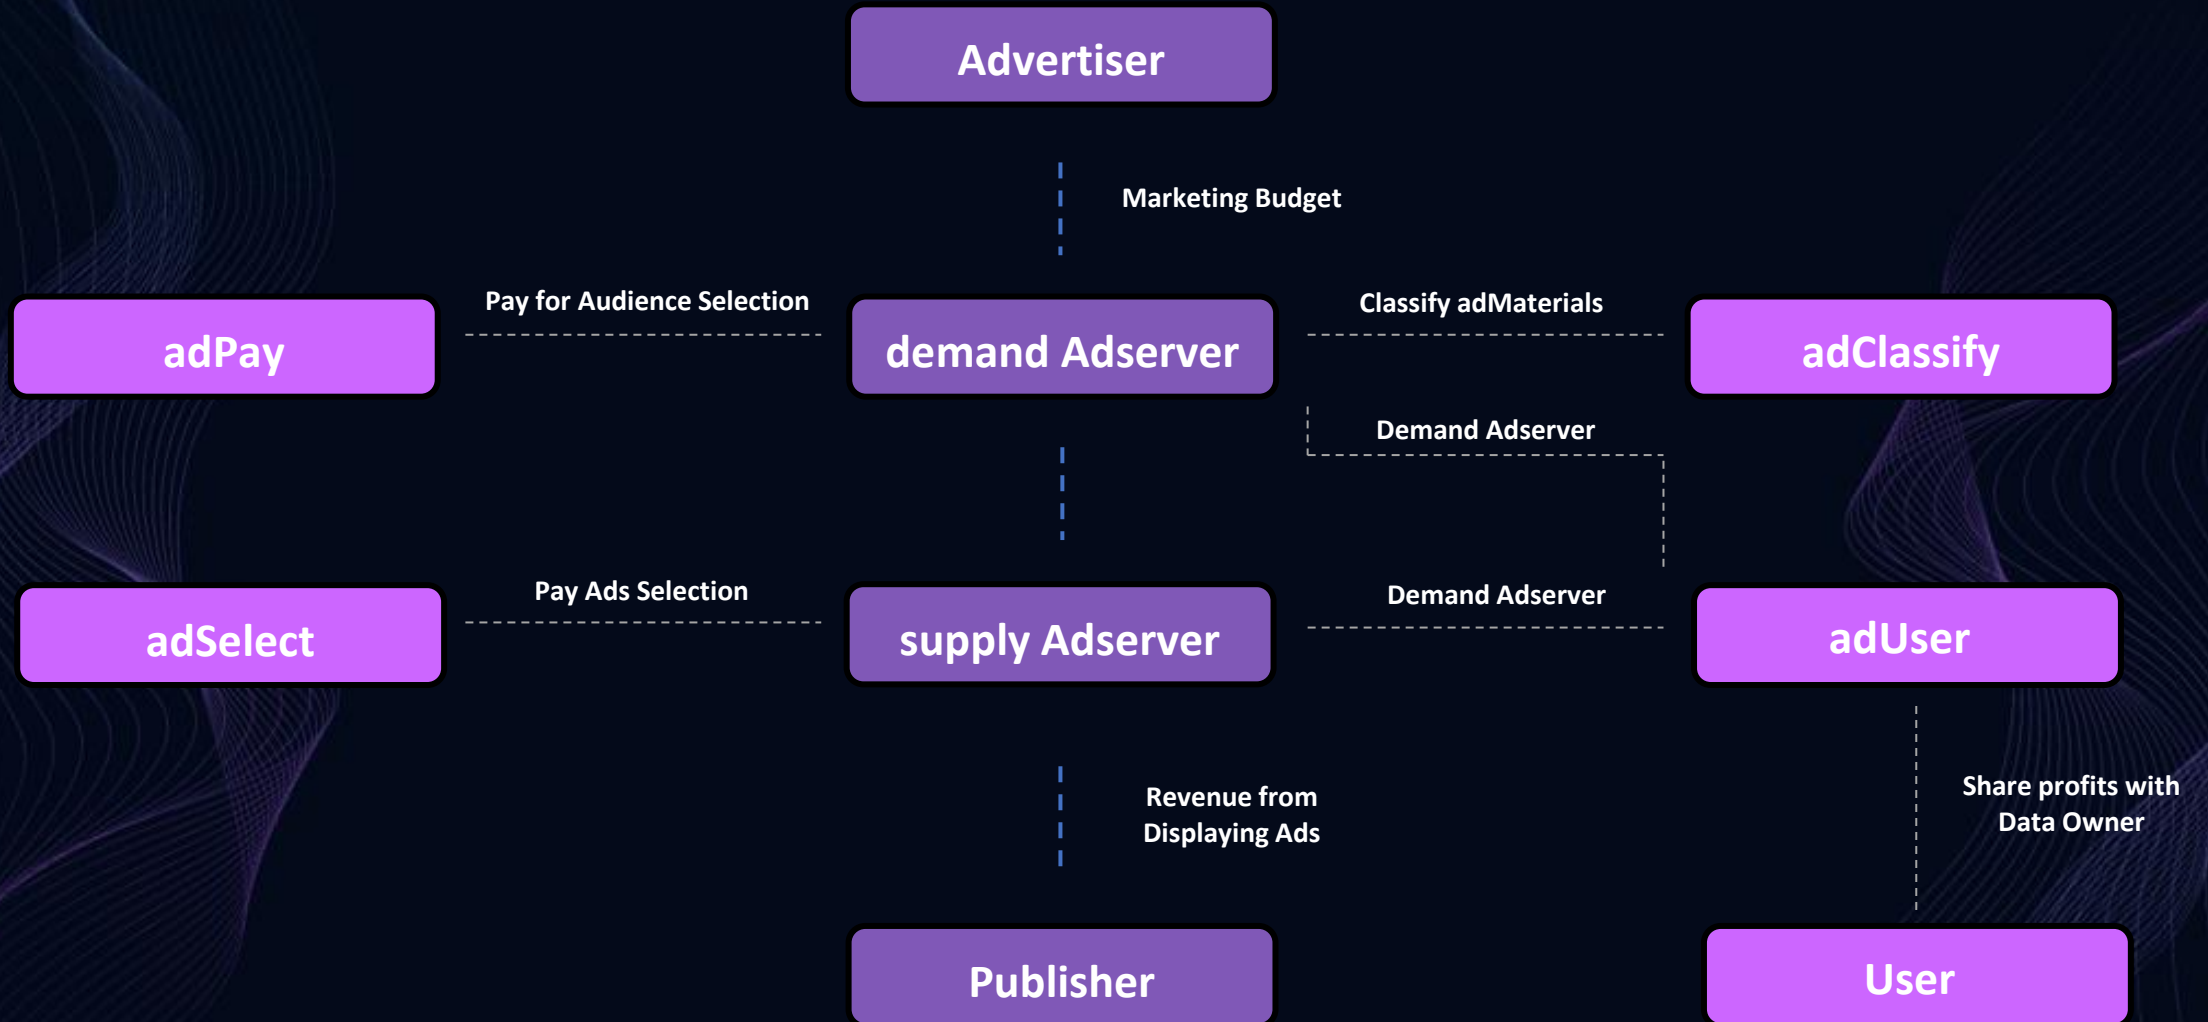 Advertiser
Marketing Budget
Pay for Audience Selection
Classify adMaterials
adPay
demand Adserver
adClassify
Demand Adserver
Pay Ads Selection
Demand Adserver
adSelect
supply Adserver
adUser
Revenue from
Displaying Ads
Share profits with
Data Owner
Publisher
User